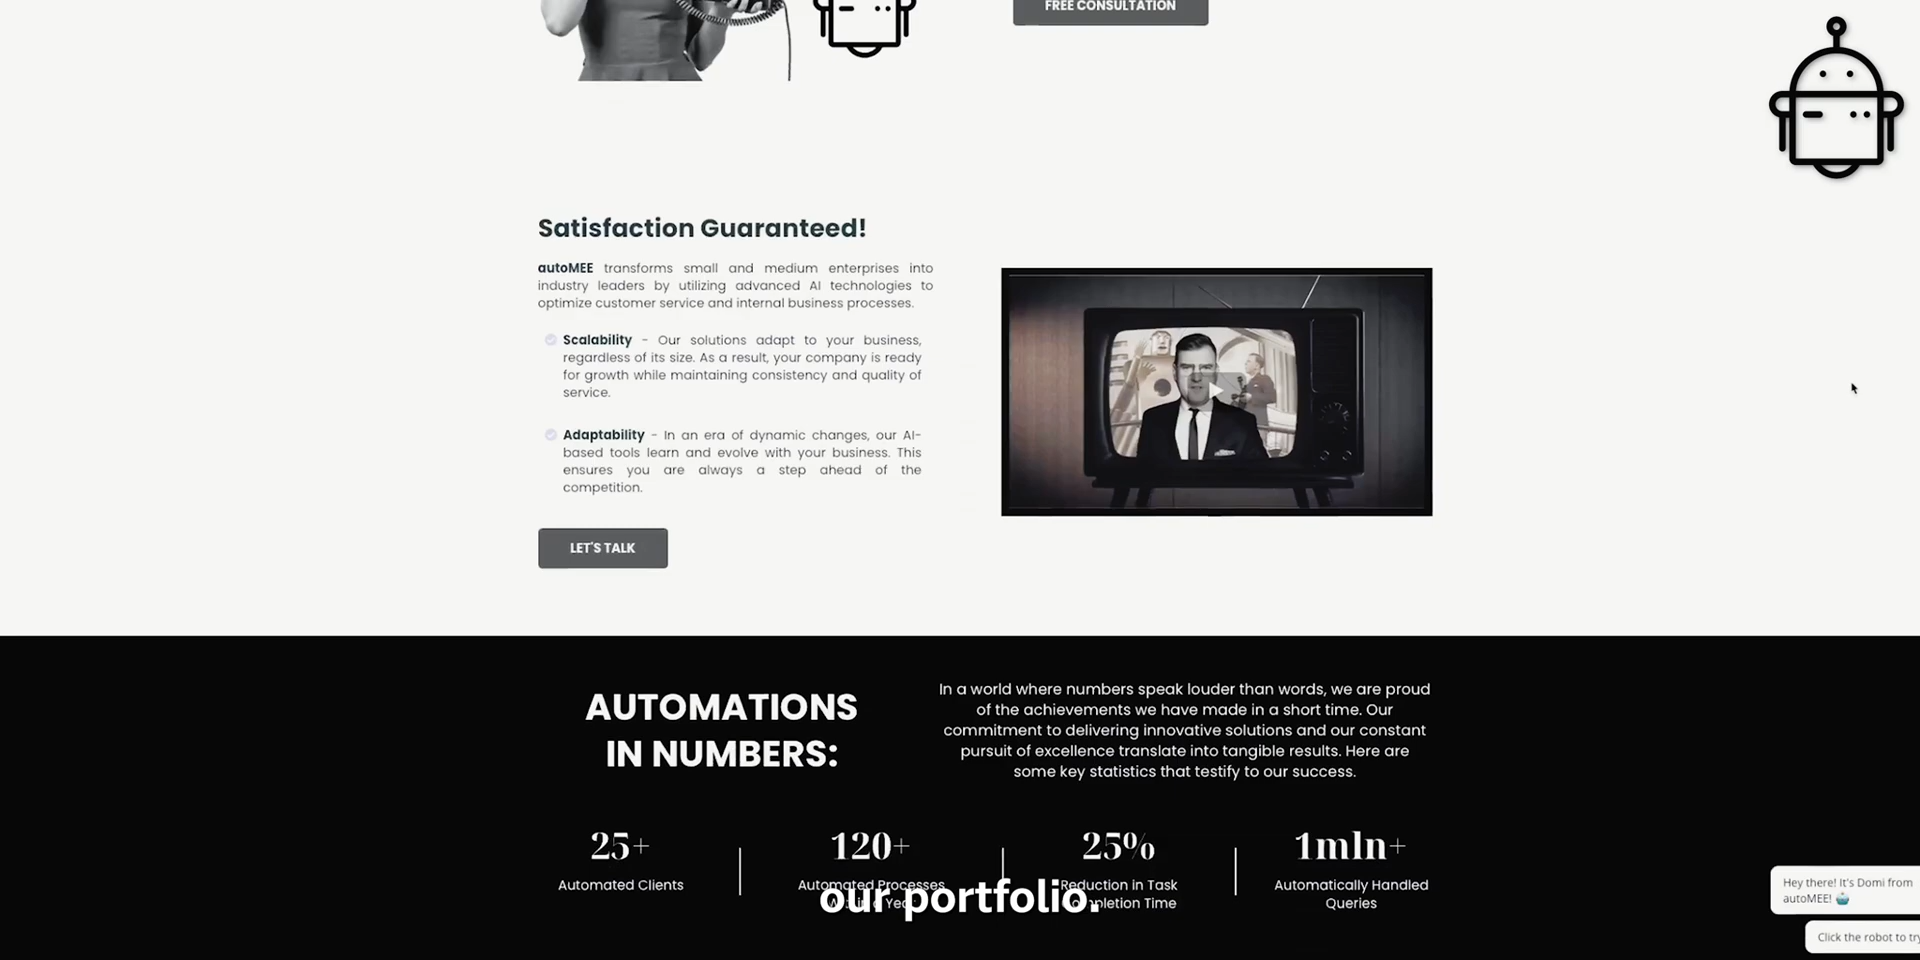 FREE CONSULTATION
Satisfaction Guaranteed!
autoMEE transforms small and medium enterprises into
industry leaders by utilizing advanced AI technologies to
optimize customer service and internal business processes.
Scalability - Our solutions adapt to your business,
regardless of its size. As a result, your company is ready
for growth while maintaining consistency and quality of
service.
Adaptability - In an era of dynamic changes, our AI-
based tools learn and evolve with your business. This
ensures you are always a step ahead of the
competition.
LET'S TALK
AUTOMATIONS
IN NUMBERS:
In a world where numbers speak louder than words, we are proud
of the achievements we have made in a short time. Our
commitment to delivering innovative solutions and our constant
pursuit of excellence translate into tangible results. Here are
some key statistics that testify to our success.
25+
Automated Clients
120+
Automated Processes
25%
Reduction in Task
Time
1mln+
Automatically Handled
Queries
our portfolio.
Hey there! It's Domi from
autoMEE!
Click the robot to